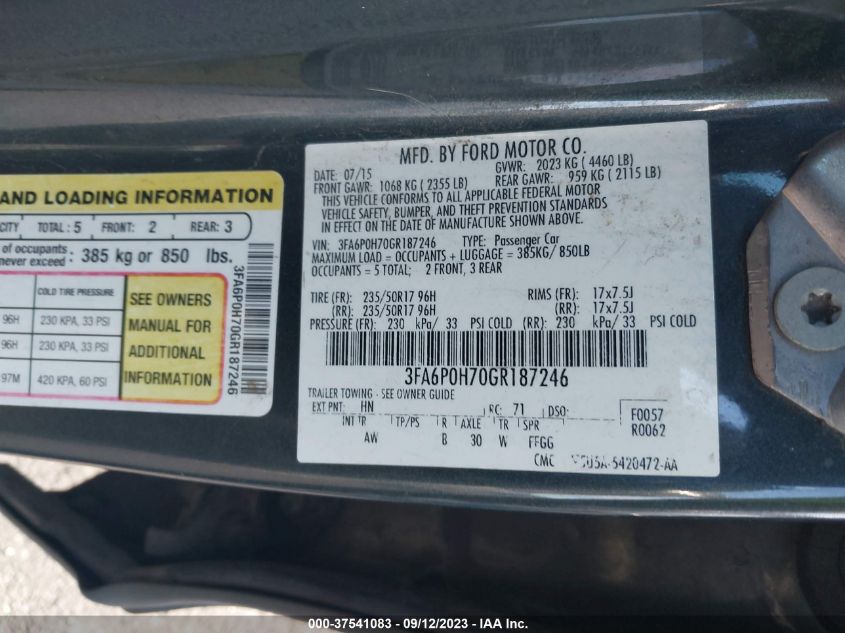 AND LOADING INFORMATION
CITY TOTAL: 5 FRONT: 2 REAR: 3
of occupants
never exceed: 385 kg or 850 lbs.
COLD TIRE PRESSURE
96H 230 KPA, 33 PSI
96H 230 KPA, 33 PSI
97M 420 KPA, 60 PSI
SEE OWNERS
MANUAL FOR
ADDITIONAL
INFORMATION
3FA6P0H70GR187246
MFD. BY FORD MOTOR CO.
DATE: 07/15 GVWR: 2023 KG ( 4460 LB)
FRONT GAWR: 1068 KG ( 2355 LB) REAR GAWR: 959 KG ( 2115 LB)
THIS VEHICLE CONFORMS TO ALL APPLICABLE FEDERAL MOTOR
VEHICLE SAFETY, BUMPER, AND THEFT PREVENTION STANDARDS
IN EFFECT ON THE DATE OF MANUFACTURE SHOWN ABOVE.
VIN: 3FA6P0H70GR187246 TYPE: Passenger Car
MAXIMUM LOAD = OCCUPANTS + LUGGAGE = 385KG/ 850LB
OCCUPANTS = 5 TOTAL; 2 FRONT, 3 REAR
TIRE (FR): 235/50R17 96H RIMS (FR): 17x7.5J
(RR): 235/50R17 96H (RR): 17x7.5J
PRESSURE (FR): 230 kPa/ 33 PSI COLD (RR): 230 kPa/ 33 PSI COLD
3FA6P0H70GR187246
TRAILER TOWING - SEE OWNER GUIDE
EXT PNT: HN RC: 71 DSO:
F0057
R0062
INT TR TP/PS R AXLE TR SPR
AW B 30 W FFGG
CMC 5U5A-5420472-AA
000-37541083 - 09/12/2023 - IAA Inc.